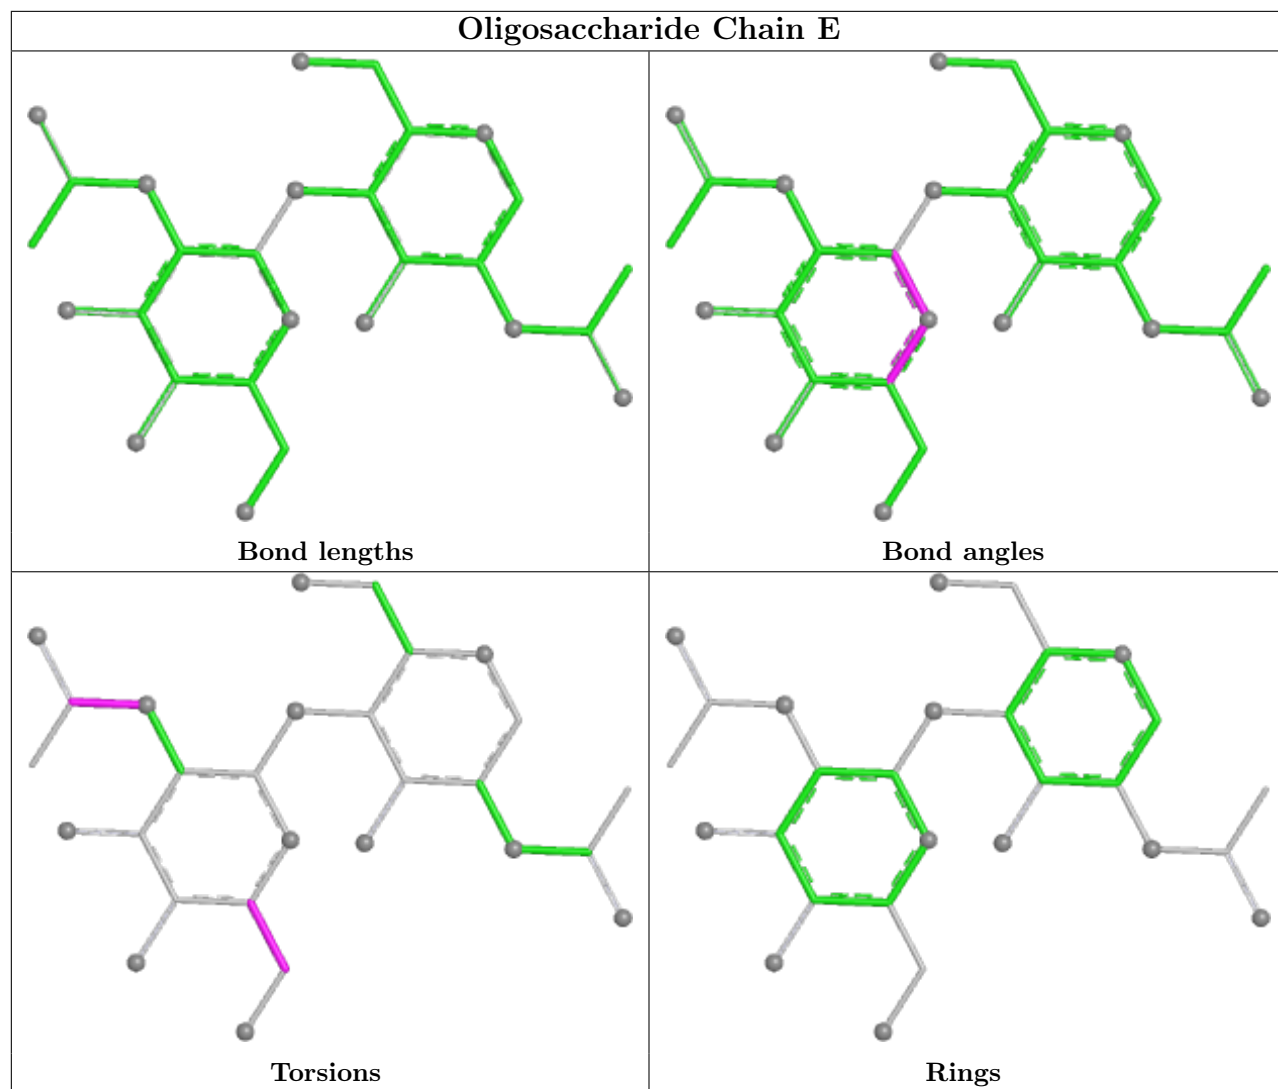 Oligosaccharide Chain E
Bond lengths
Bond angles
Torsions
Rings